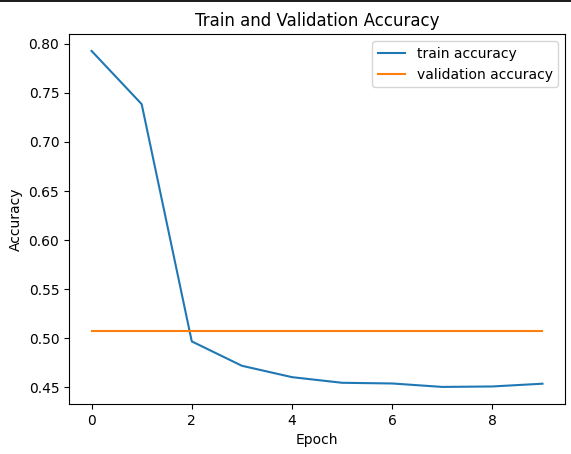 Train and Validation Accuracy
train accuracy
validation accuracy
0.80
0.75
0.70
0.65
0.60
0.55
0.50
0.45
Accuracy
0
2
4
6
8
Epoch